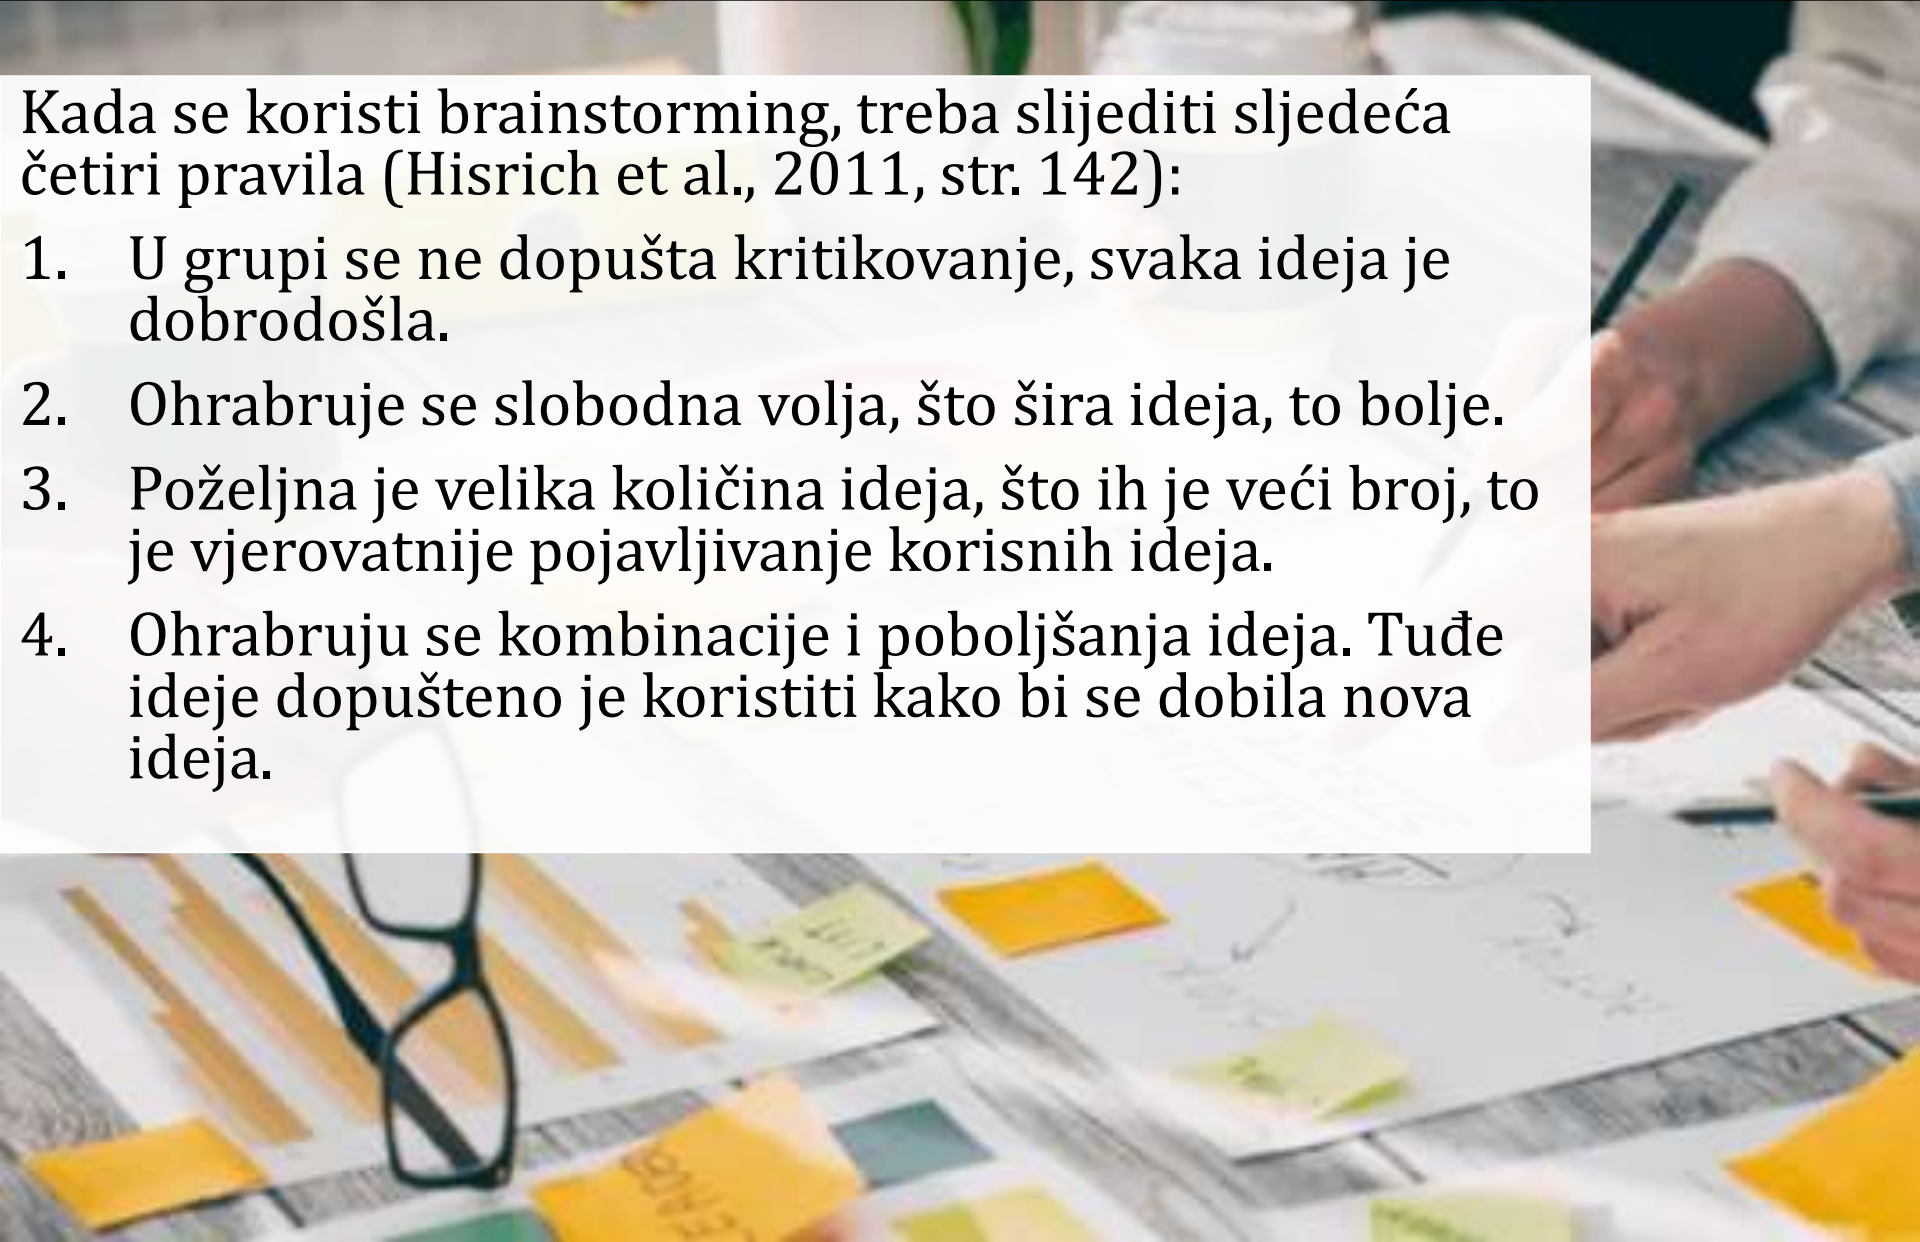 Kada se koristi brainstorming, treba slijediti sljedeća
četiri pravila (Hisrich et al., 2011, str. 142):
1. U grupi se ne dopušta kritikovanje, svaka ideja je
dobrodošla.
2. Ohrabruje se slobodna volja, što šira ideja, to bolje.
3. Poželjna je velika količina ideja, što ih je veći broj, to
je vjerovatnije pojavljivanje korisnih ideja.
4. Ohrabruju se kombinacije i poboljšanja ideja. Tuđe
ideje dopušteno je koristiti kako bi se dobila nova
ideja.